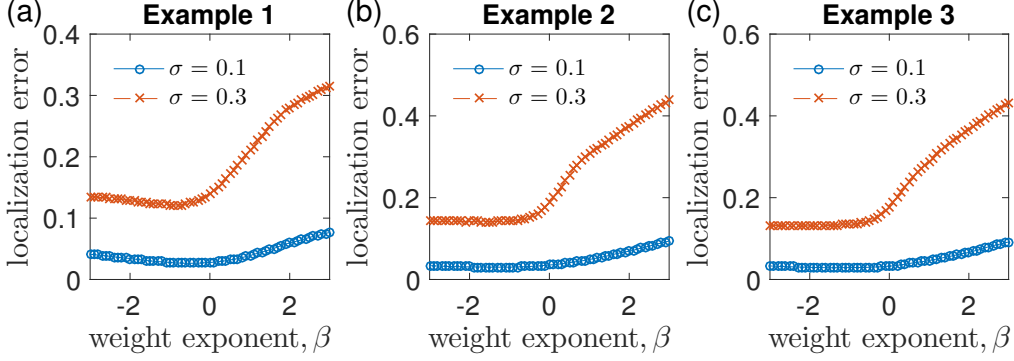 (a)
Example 1
localization error
0.4
0.3
0.2
0.1
0
σ = 0.1
σ = 0.3
-2
0
2
weight exponent, β
(b)
Example 2
localization error
0.6
0.4
0.2
0
σ = 0.1
σ = 0.3
-2
0
2
weight exponent, β
(c)
Example 3
localization error
0.6
0.4
0.2
0
σ = 0.1
σ = 0.3
-2
0
2
weight exponent, β